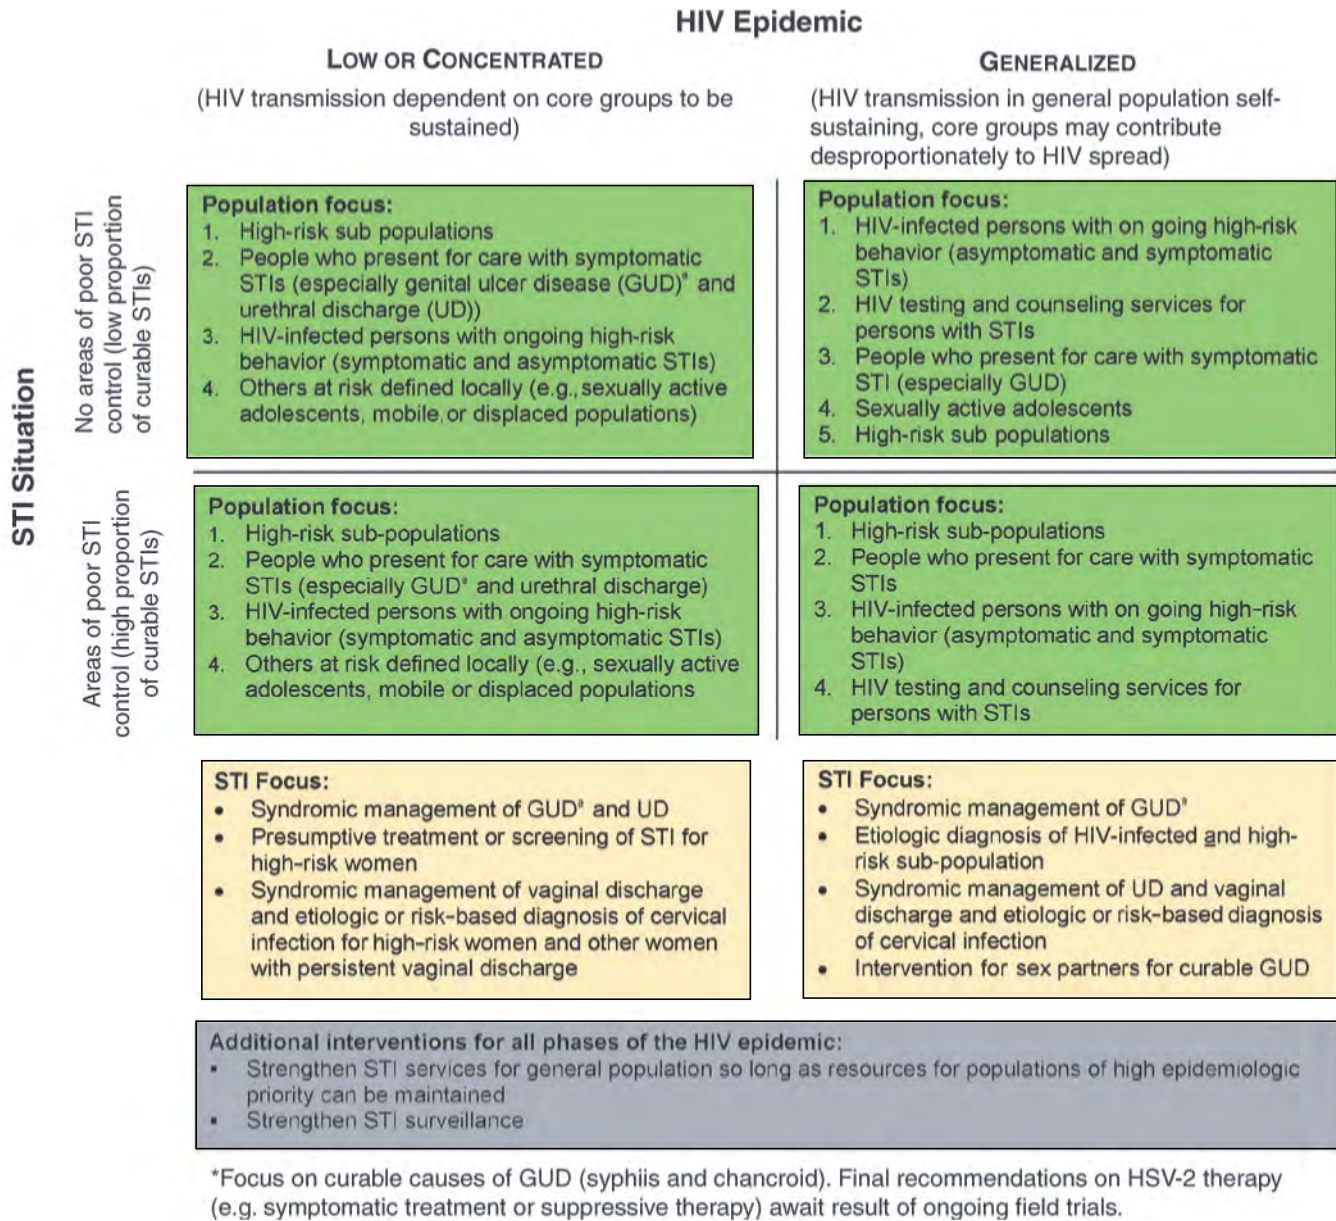 HIV Epidemic
LOW OR CONCENTRATED
(HIV transmission dependent on core groups to be
sustained)
GENERALIZED
(HIV transmission in general population self-
sustaining, core groups may contribute
desproportionately to HIV spread)
STI Situation
No areas of poor STI
control (low proportion
of curable STIs)
Population focus:
1. High-risk sub populations
2. People who present for care with symptomatic
STIs (especially genital ulcer disease (GUD)* and
urethral discharge (UD))
3. HIV-infected persons with ongoing high-risk
behavior (symptomatic and asymptomatic STIs)
4. Others at risk defined locally (e.g., sexually active
adolescents, mobile, or displaced populations)
Population focus:
1. HIV-infected persons with on going high-risk
behavior (asymptomatic and symptomatic
STIs)
2. HIV testing and counseling services for
persons with STIs
3. People who present for care with symptomatic
STI (especially GUD)
4. Sexually active adolescents
5. High-risk sub populations
Areas of poor STI
control (high proportion
of curable STIs)
Population focus:
1. High-risk sub-populations
2. People who present for care with symptomatic
STIs (especially GUD* and urethral discharge)
3. HIV-infected persons with ongoing high-risk
behavior (symptomatic and asymptomatic STIs)
4. Others at risk defined locally (e.g., sexually active
adolescents, mobile or displaced populations
Population focus:
1. High-risk sub-populations
2. People who present for care with symptomatic
STIs
3. HIV-infected persons with on going high-risk
behavior (asymptomatic and symptomatic
STIs)
4. HIV testing and counseling services for
persons with STIs
STI Focus:
• Syndromic management of GUD* and UD
• Presumptive treatment or screening of STI for
high-risk women
• Syndromic management of vaginal discharge
and etiologic or risk-based diagnosis of cervical
infection for high-risk women and other women
with persistent vaginal discharge
STI Focus:
• Syndromic management of GUD*
• Etiologic diagnosis of HIV-infected and high-
risk sub-population
• Syndromic management of UD and vaginal
discharge and etiologic or risk-based diagnosis
of cervical infection
• Intervention for sex partners for curable GUD
Additional interventions for all phases of the HIV epidemic:
▪ Strengthen STI services for general population so long as resources for populations of high epidemiologic
priority can be maintained
▪ Strengthen STI surveillance
*Focus on curable causes of GUD (syphiis and chancroid). Final recommendations on HSV-2 therapy
(e.g. symptomatic treatment or suppressive therapy) await result of ongoing field trials.